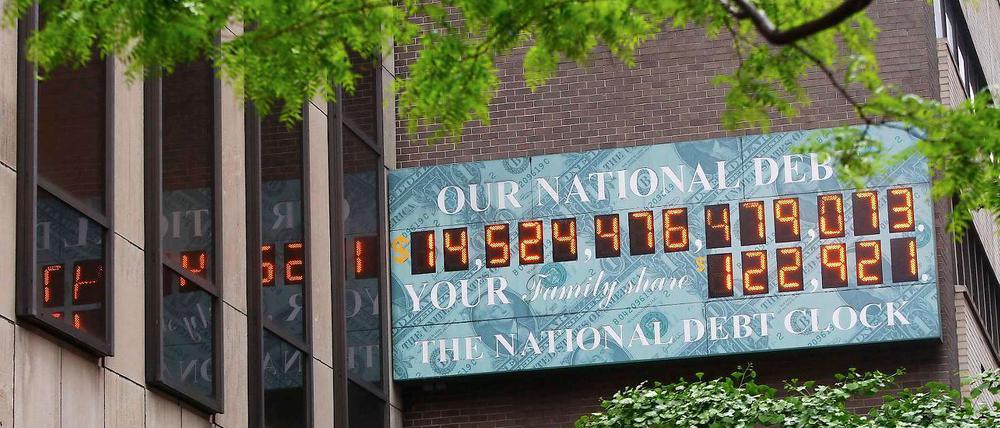 OUR NATIONAL DEB
$14,524,476,479,073.
YOUR Family share $122,921.
THE NATIONAL DEBT CLOCK